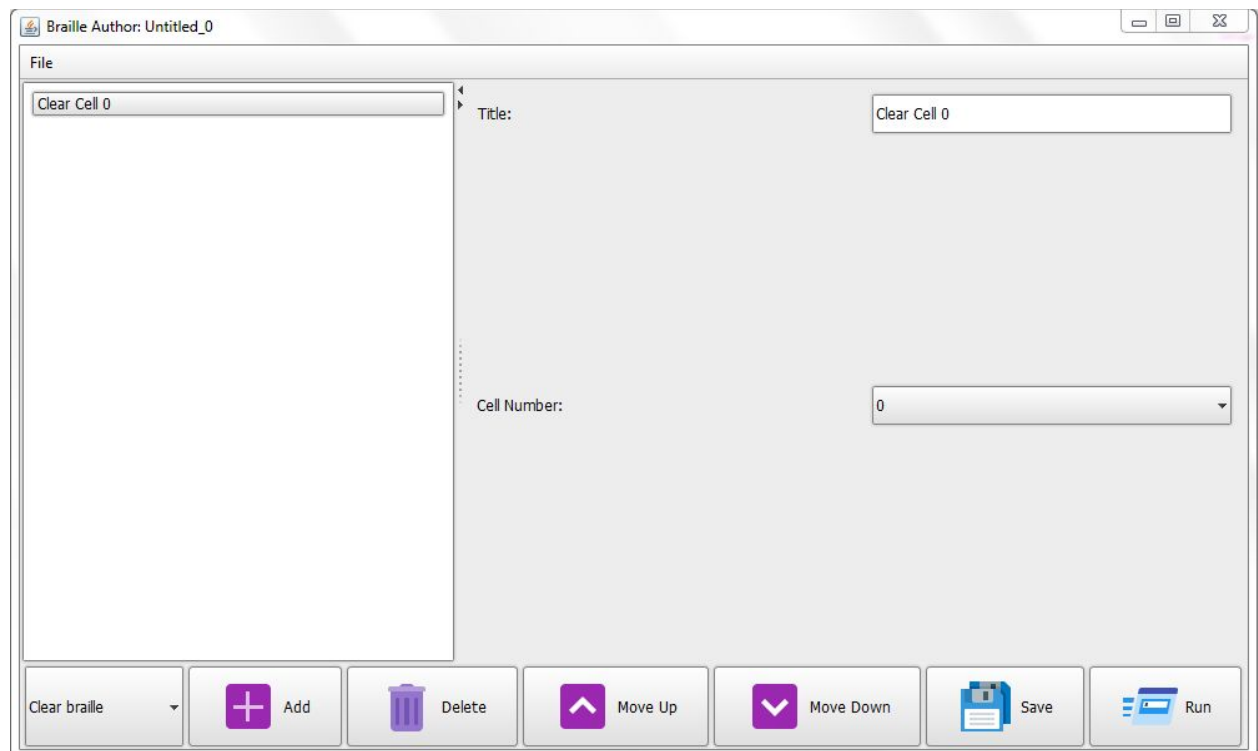 Braille Author: Untitled_0
File
Clear Cell 0
Title:
Clear Cell 0
Cell Number:
0
Clear braille
Add
Delete
Move Up
Move Down
Save
Run